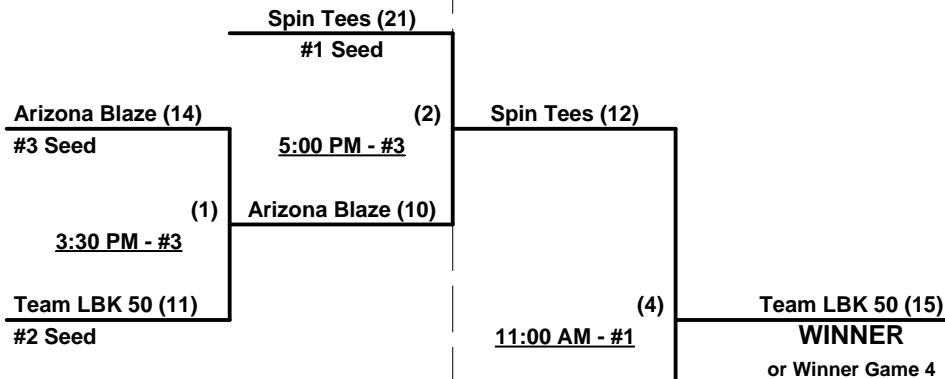 Spin Tees (21)
#1 Seed
Arizona Blaze (14)
(2)
Spin Tees (12)
#3 Seed
5:00 PM - #3
(1)
Arizona Blaze (10)
3:30 PM - #3
Team LBK 50 (11)
(4)
Team LBK 50 (15)
#2 Seed
11:00 AM - #1
WINNER
or Winner Game 4